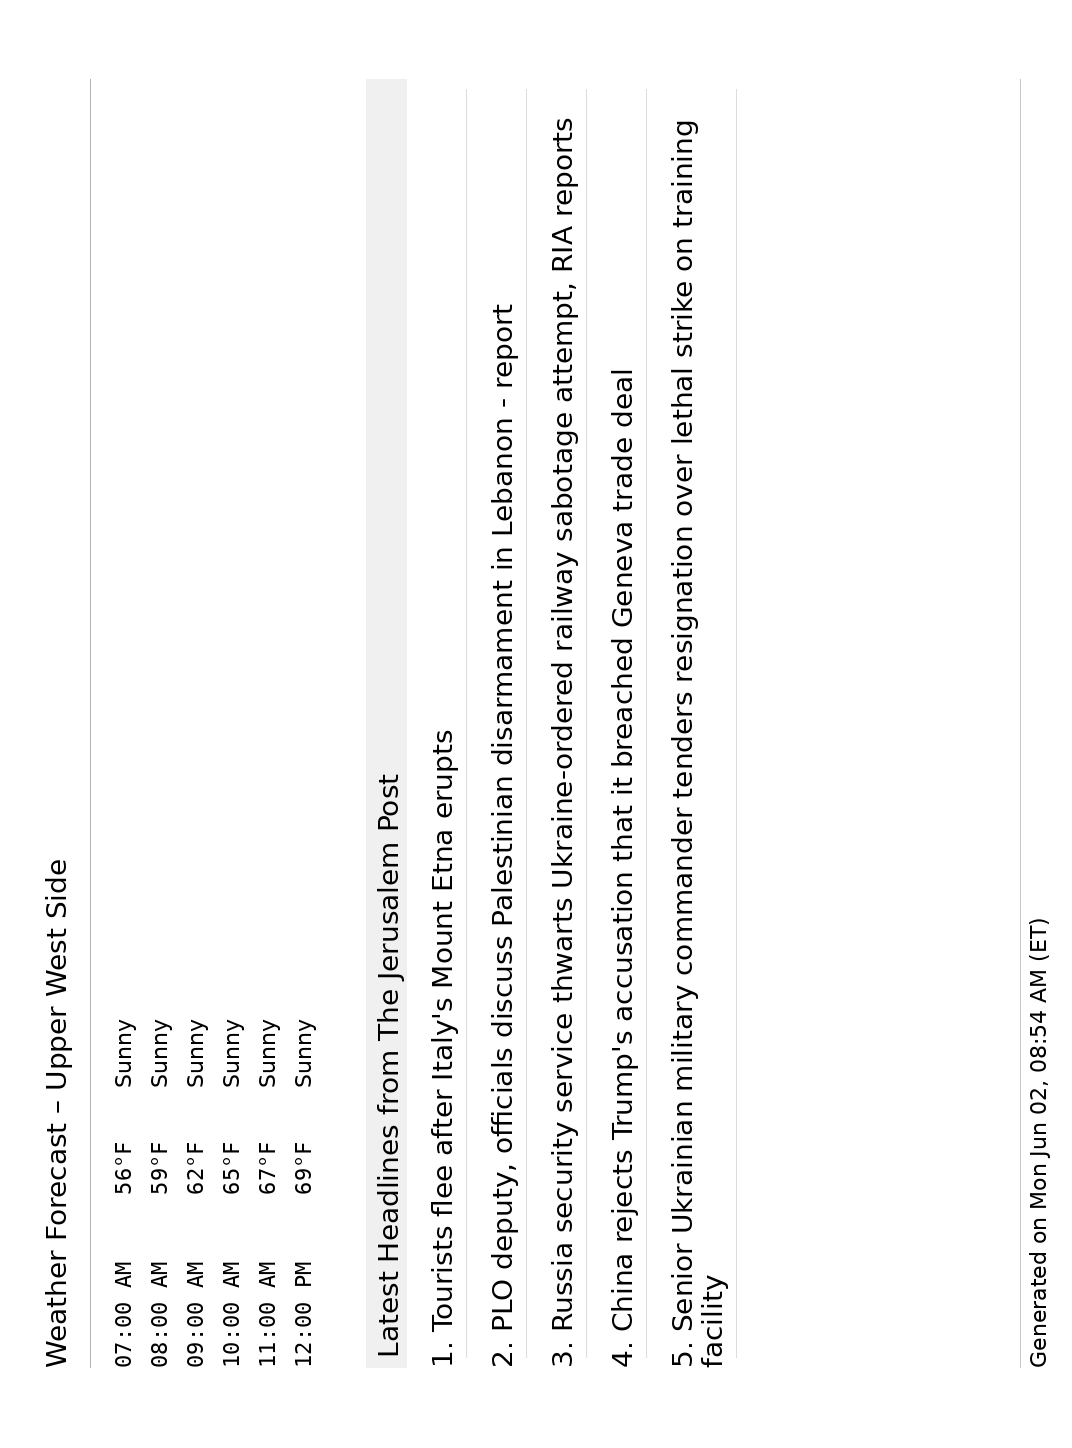 Weather Forecast – Upper West Side
07:00 AM 56°F Sunny
08:00 AM 59°F Sunny
09:00 AM 62°F Sunny
10:00 AM 65°F Sunny
11:00 AM 67°F Sunny
12:00 PM 69°F Sunny
Latest Headlines from The Jerusalem Post
1. Tourists flee after Italy's Mount Etna erupts
2. PLO deputy, officials discuss Palestinian disarmament in Lebanon - report
3. Russia security service thwarts Ukraine-ordered railway sabotage attempt, RIA reports
4. China rejects Trump's accusation that it breached Geneva trade deal
5. Senior Ukrainian military commander tenders resignation over lethal strike on training
facility
Generated on Mon Jun 02, 08:54 AM (ET)